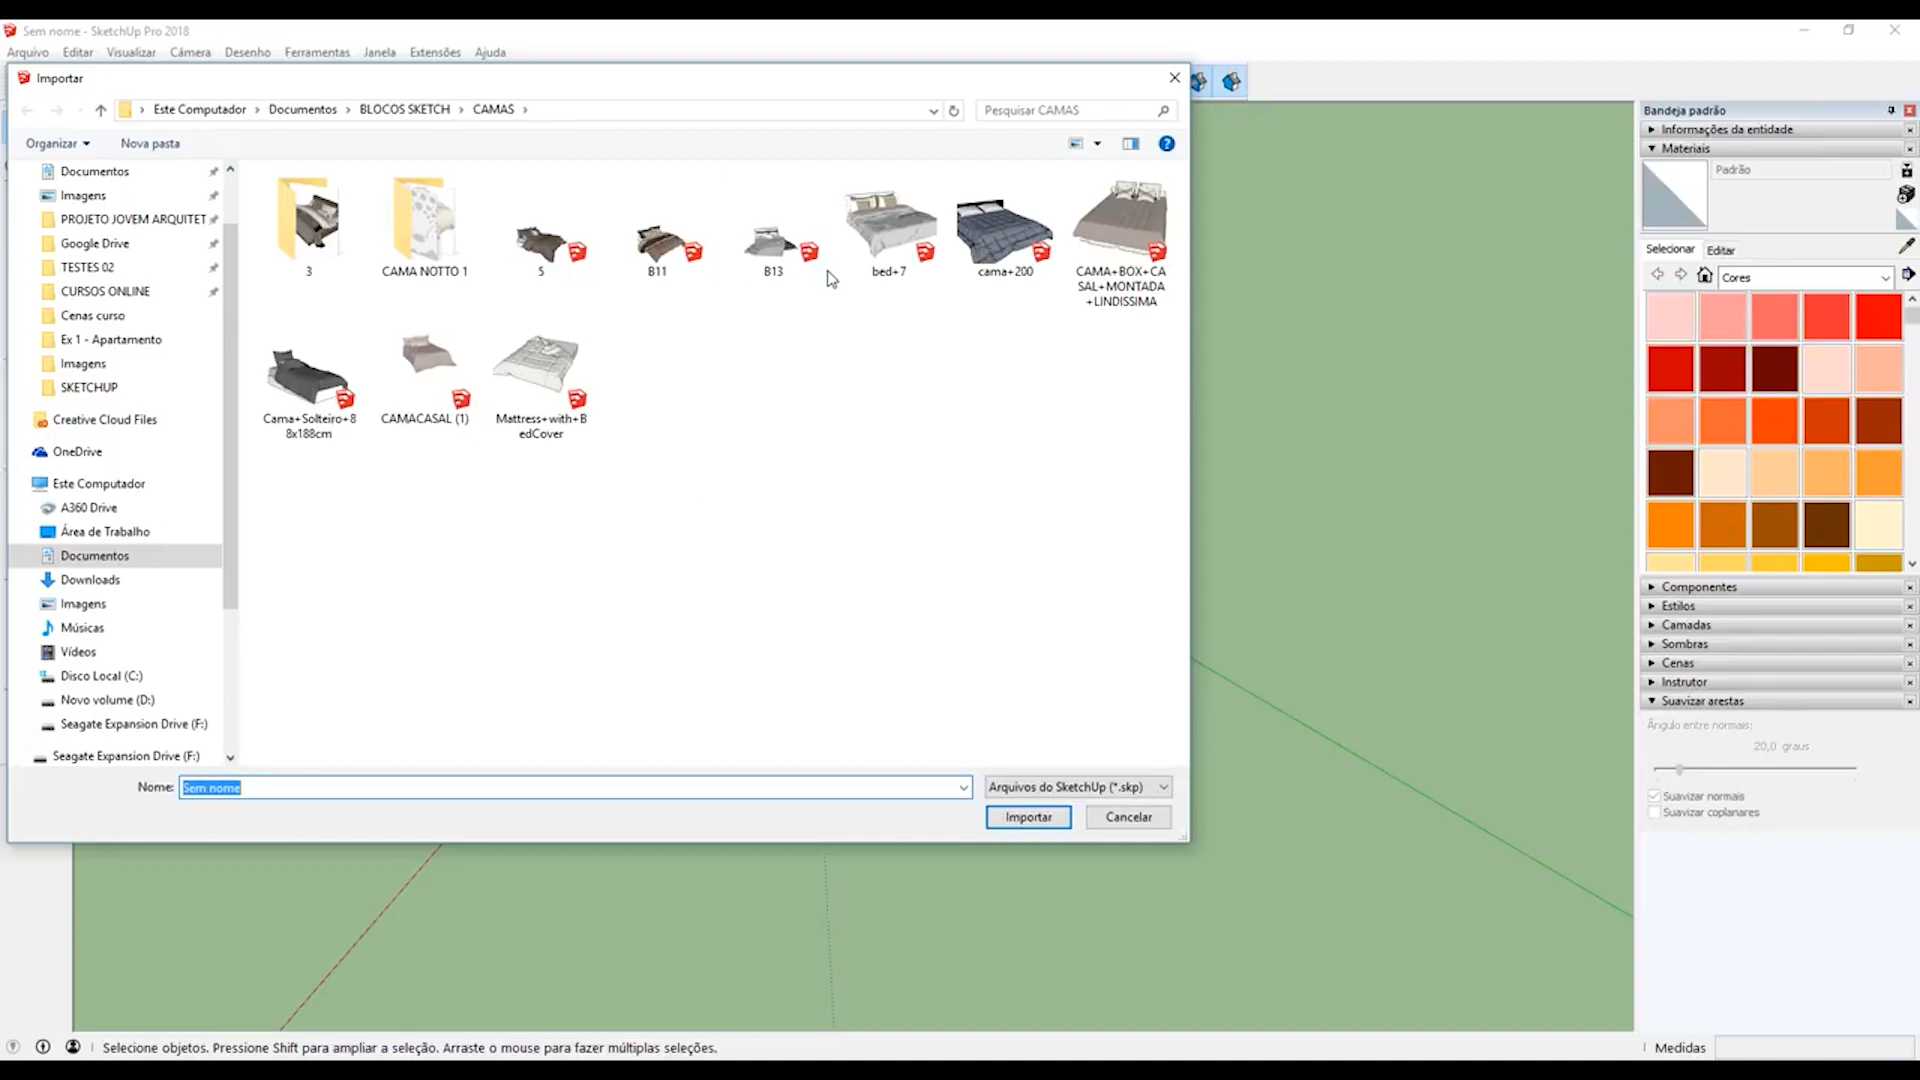 Sem nome - SketchUp Pro 2018
Arquivo Editar Visualizar Câmera Desenho Ferramentas Janela Extensões Ajuda
Importar
Este Computador > Documentos > BLOCOS SKETCH > CAMAS >
Pesquisar CAMAS
Organizar Nova pasta
Documentos
Imagens
PROJETO JOVEM ARQUITET
Google Drive
TESTES 02
CURSOS ONLINE
Cenas curso
Ex 1 - Apartamento
Imagens
SKETCHUP
Creative Cloud Files
OneDrive
Este Computador
A360 Drive
Área de Trabalho
Documentos
Downloads
Imagens
Músicas
Vídeos
Disco Local (C:)
Novo volume (D:)
Seagate Expansion Drive (F:)
Seagate Expansion Drive (F:)
3
CAMA NOTTO 1
5
B11
B13
bed+7
cama+200
CAMA+BOX+CA
SAL+MONTADA
+LINDISSIMA
Cama+Solteiro+8
8x188cm
CAMACASAL (1)
Mattress+with+B
edCover
Nome: Sem nome
Arquivos do SketchUp (*.skp)
Importar Cancelar
Bandeja padrão
Informações da entidade
Materiais
Padrão
Selecionar Editar
Cores
Componentes
Estilos
Camadas
Sombras
Cenas
Instrutor
Suavizar arestas
Ângulo entre normais:
20,0 graus
Suavizar normais
Suavizar coplanares
Selecione objetos. Pressione Shift para ampliar a seleção. Arraste o mouse para fazer múltiplas seleções.
Medidas